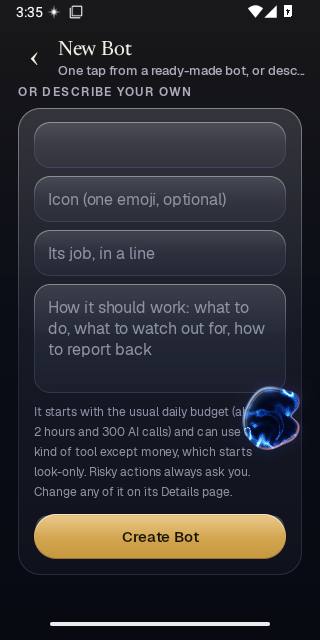 3:35
New Bot
One tap from a ready-made bot, or desc...
OR DESCRIBE YOUR OWN
Icon (one emoji, optional)
Its job, in a line
How it should work: what to
do, what to watch out for, how
to report back
It starts with the usual daily budget
2 hours and 300 AI calls) and can use
kind of tool except money, which starts
look-only. Risky actions always ask you.
Change any of it on its Details page.
Create Bot